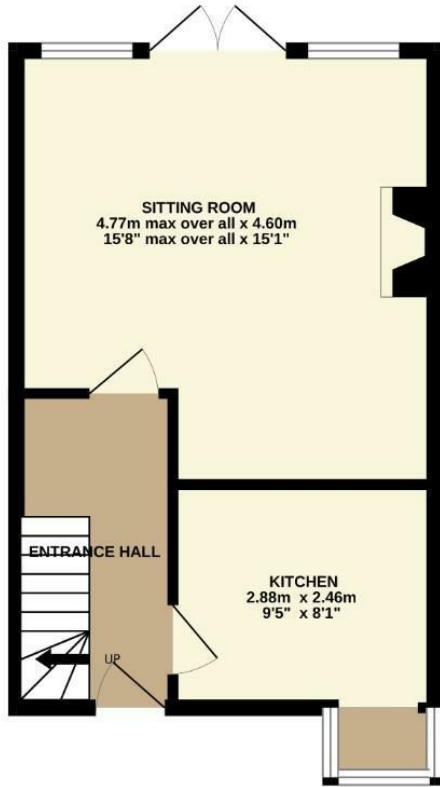 SITTING ROOM
4.77m max over all x 4.60m
15'8" max over all x 15'1"
ENTRANCE HALL
KITCHEN
2.88m x 2.46m
9'5" x 8'1"
UP